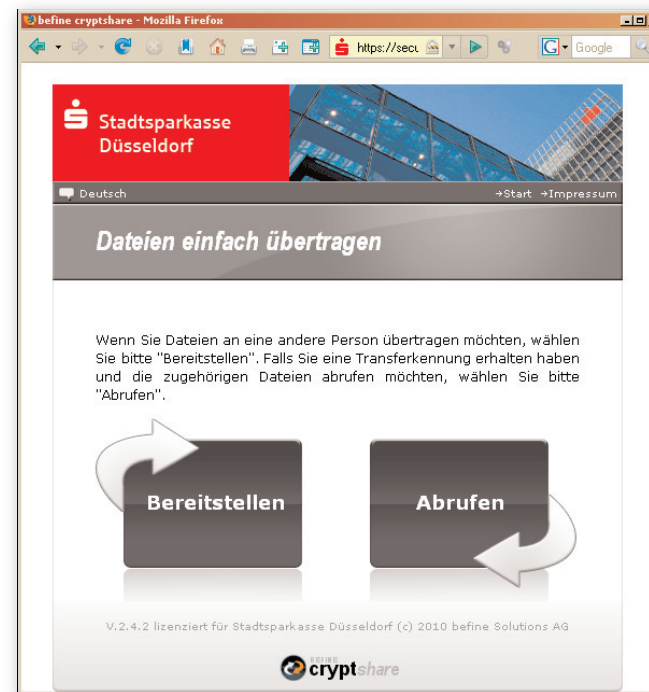 befine cryptshare - Mozilla Firefox
https://secu
G Google
Stadtsparkasse
Düsseldorf
Deutsch
→Start →Impressum
Dateien einfach übertragen
Wenn Sie Dateien an eine andere Person übertragen möchten, wählen
Sie bitte "Bereitstellen". Falls Sie eine Transferkennung erhalten haben
und die zugehörigen Dateien abrufen möchten, wählen Sie bitte
"Abrufen".
Bereitstellen
Abrufen
V.2.4.2 lizenziert für Stadtsparkasse Düsseldorf (c) 2010 befine Solutions AG
BEFINE
cryptshare